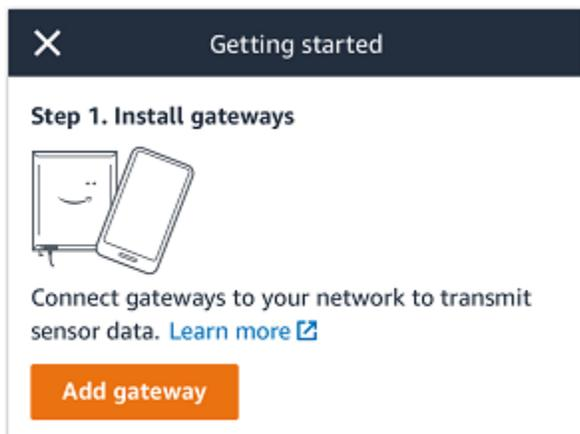 Getting started
Step 1. Install gateways
Connect gateways to your network to transmit
sensor data. Learn more
Add gateway